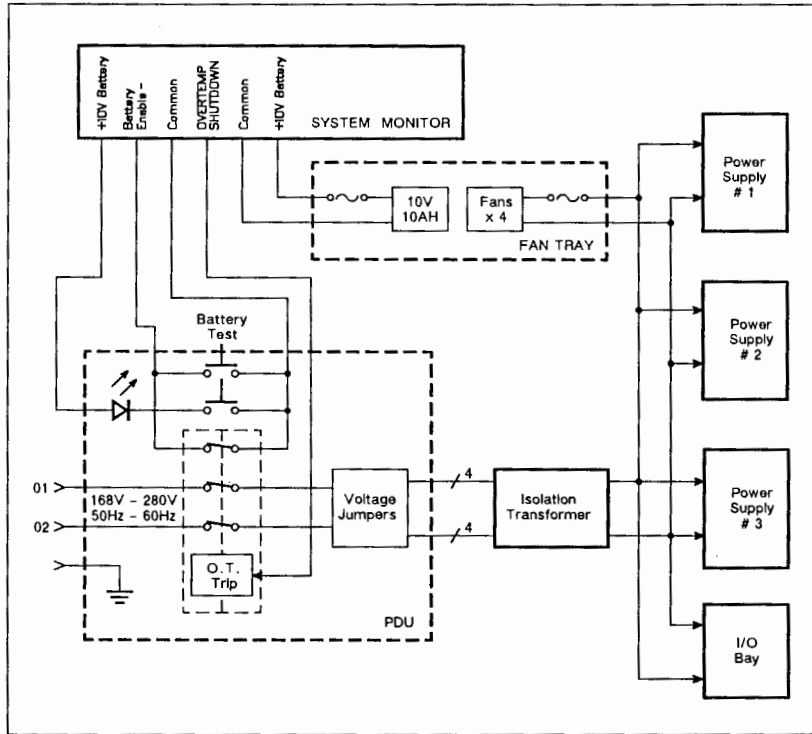 +10V Battery
Battery
Enable -
Common
OVERTEMP
SHUTDOWN
Common
+10V Battery
SYSTEM MONITOR
10V
10AH
Fans
x 4
FAN TRAY
Power
Supply
# 1
Battery
Test
Power
Supply
# 2
01
168V - 280V
50Hz - 60Hz
02
Voltage
Jumpers
4
4
Isolation
Transformer
Power
Supply
# 3
O.T.
Trip
PDU
I/O
Bay